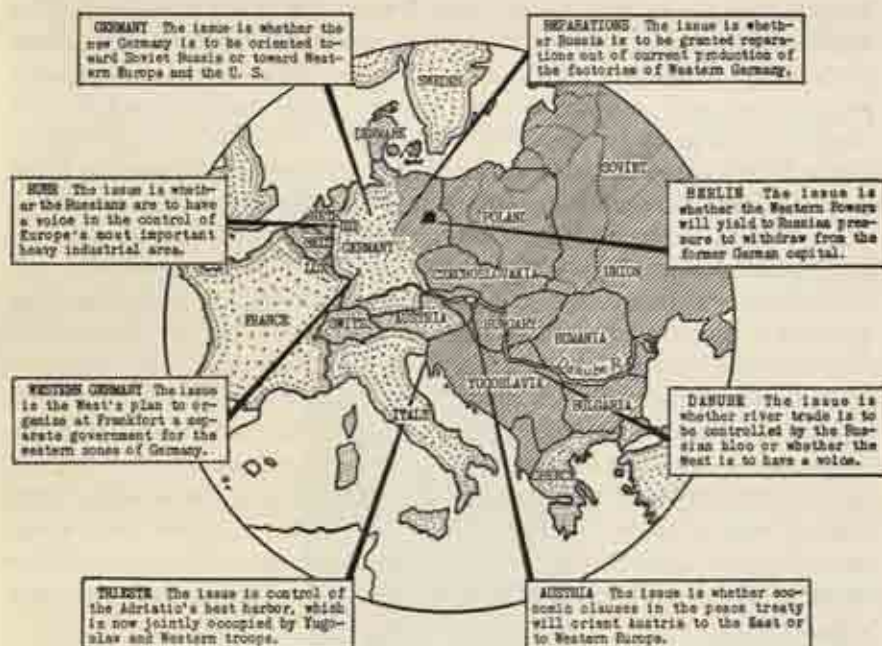 GERMANY The issue is whether the
new Germany is to be oriented to-
ward Soviet Russia or toward West-
ern Europe and the U. S.
REPARATIONS The issue is wheth-
er Russia is to be granted repara-
tions out of current production of
the factories of Western Germany.
SWEDEN
DENMARK
SOVIET
RUHR The issue is wheth-
er the Russians are to have
a voice in the control of
Europe's most important
heavy industrial area.
BERLIN The issue is
whether the Western Powers
will yield to Russian pres-
sure to withdraw from the
former German capital.
NETH
POLAND
GERMANY
BELG
LUX
CZECHOSLOVAKIA
UNION
FRANCE
SWITZ
AUSTRIA
HUNGARY
RUMANIA
Danube R.
YUGOSLAVIA
BULGARIA
ITALY
GREECE
WESTERN GERMANY The issue
is the West's plan to or-
ganize at Frankfort a sep-
arate government for the
western zones of Germany.
DANUBE The issue is
whether river trade is to
be controlled by the Rus-
sian bloc or whether the
West is to have a voice.
TRIESTE The issue is control of
the Adriatic's best harbor, which
is now jointly occupied by Yugo-
slav and Western troops.
AUSTRIA The issue is whether eco-
nomic clauses in the peace treaty
will orient Austria to the East or
to Western Europe.